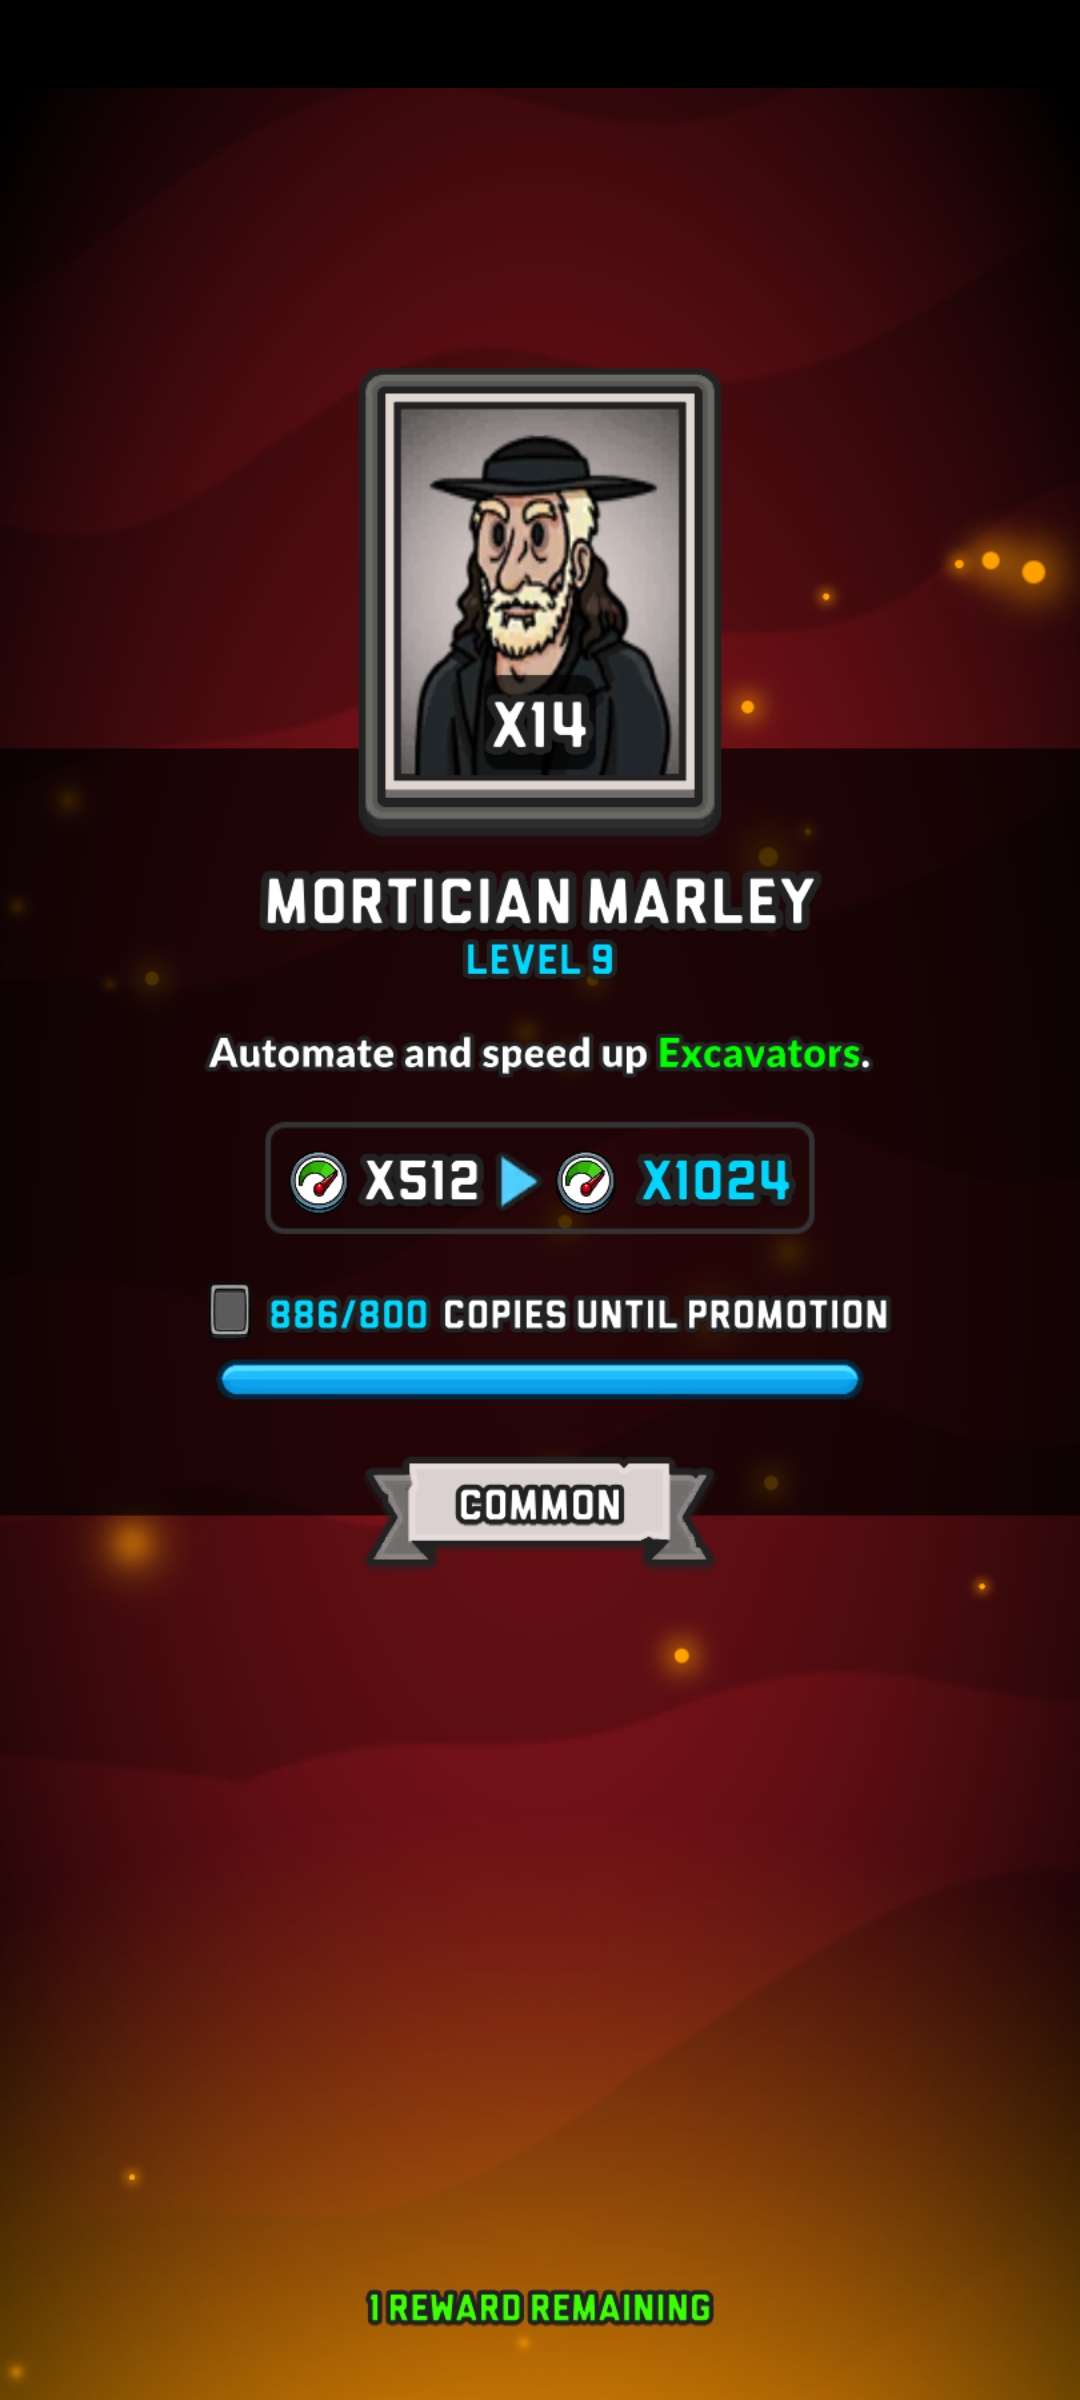 X14
MORTICIAN MARLEY
LEVEL 9
Automate and speed up Excavators.
X512 X1024
886/800 COPIES UNTIL PROMOTION
COMMON
1 REWARD REMAINING